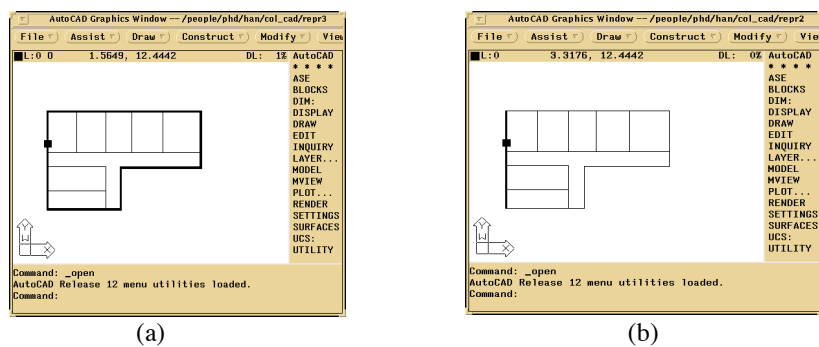 AutoCAD Graphics Window -- /people/phd/han/col_cad/repr3
File Assist Draw Construct Modify View
L:0 O 1.5649, 12.4442 DL: 1% AutoCAD
* * * *
ASE
BLOCKS
DIM:
DISPLAY
DRAW
EDIT
INQUIRY
LAYER...
MODEL
MVIEW
PLOT...
RENDER
SETTINGS
SURFACES
UCS:
UTILITY
Y
W
X
Command: _open
AutoCAD Release 12 menu utilities loaded.
Command:
(a)
AutoCAD Graphics Window -- /people/phd/han/col_cad/repr2
File Assist Draw Construct Modify Vie
L:0 3.3176, 12.4442 DL: 0% AutoCAD
* * * *
ASE
BLOCKS
DIM:
DISPLAY
DRAW
EDIT
INQUIRY
LAYER...
MODEL
MVIEW
PLOT...
RENDER
SETTINGS
SURFACES
UCS:
UTILITY
Y
W
X
Command: _open
AutoCAD Release 12 menu utilities loaded.
Command:
(b)